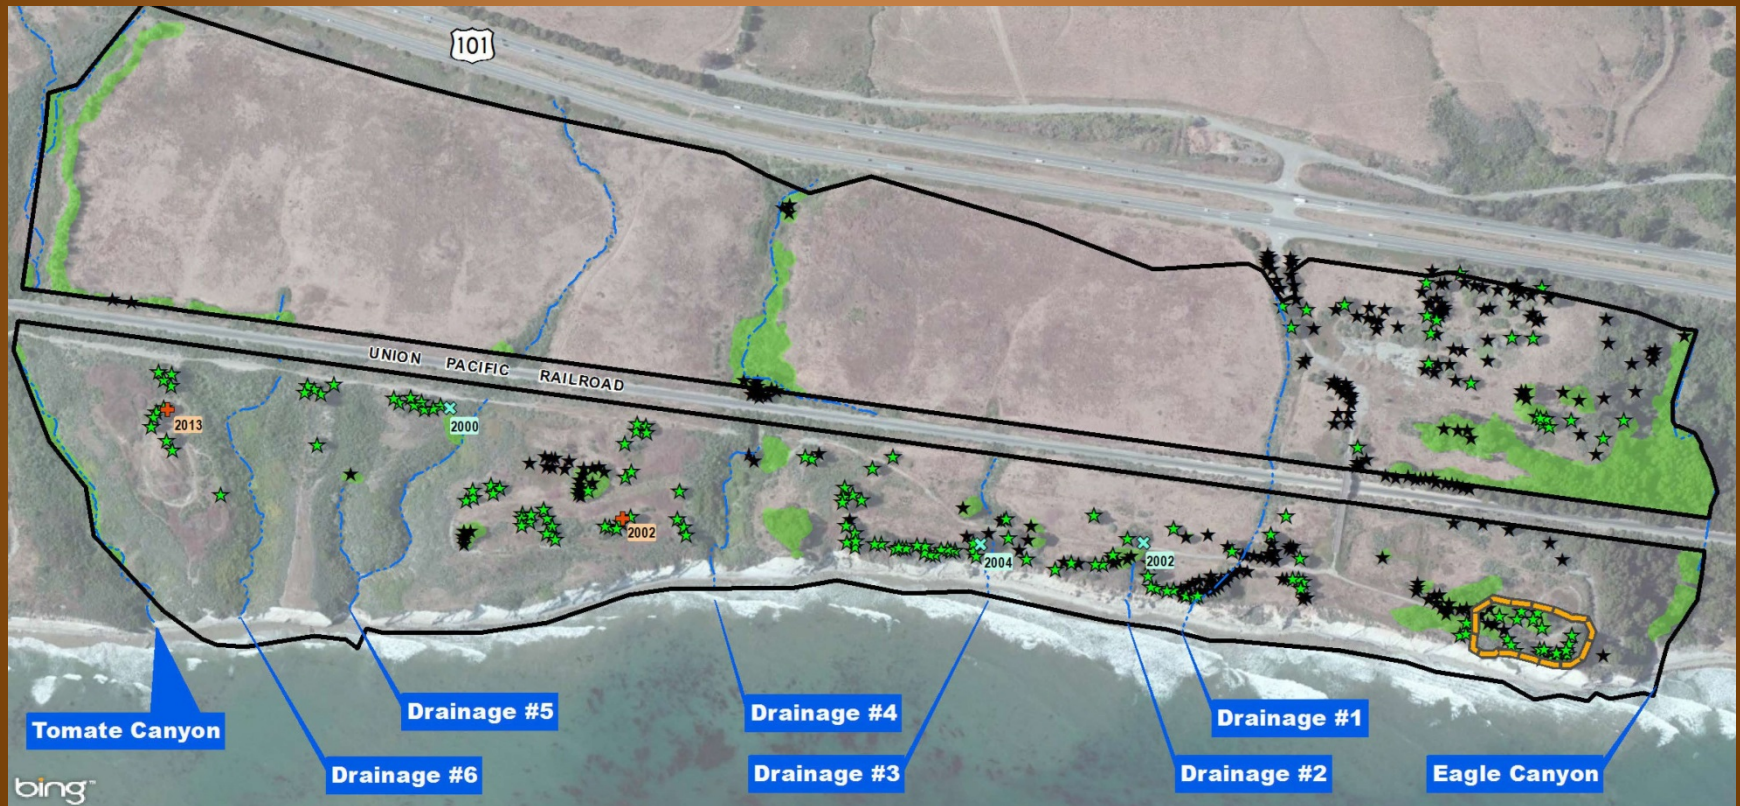 101
UNION PACIFIC RAILROAD
2013
2000
2002
2004
2002
Tomate Canyon
Drainage #5
Drainage #4
Drainage #1
Drainage #6
Drainage #3
Drainage #2
Eagle Canyon
bing™